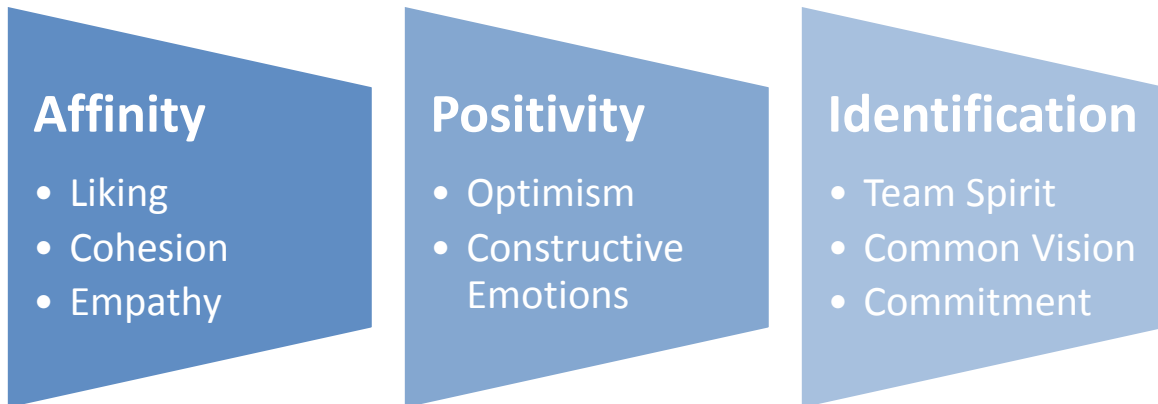 Affinity
• Liking
• Cohesion
• Empathy
Positivity
• Optimism
• Constructive
Emotions
Identification
• Team Spirit
• Common Vision
• Commitment